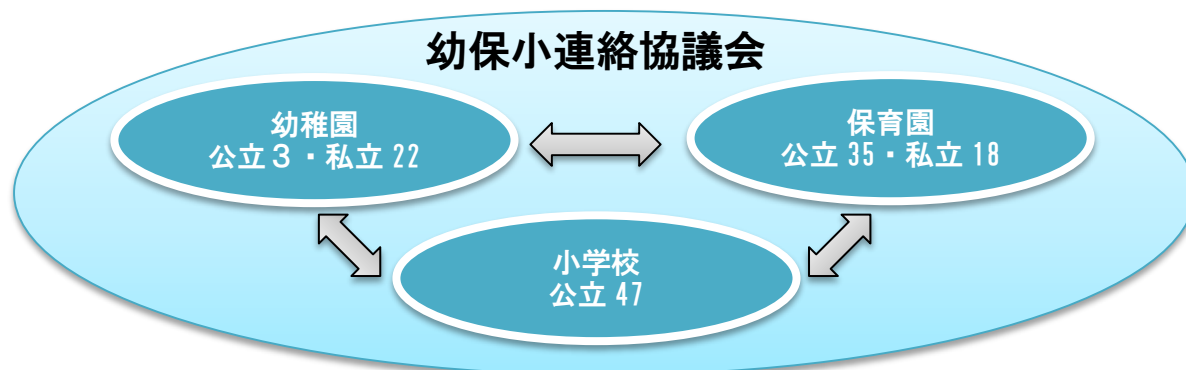 幼保小連絡協議会
幼稚園
公立３・私立 22
保育園
公立 35・私立 18
小学校
公立 47